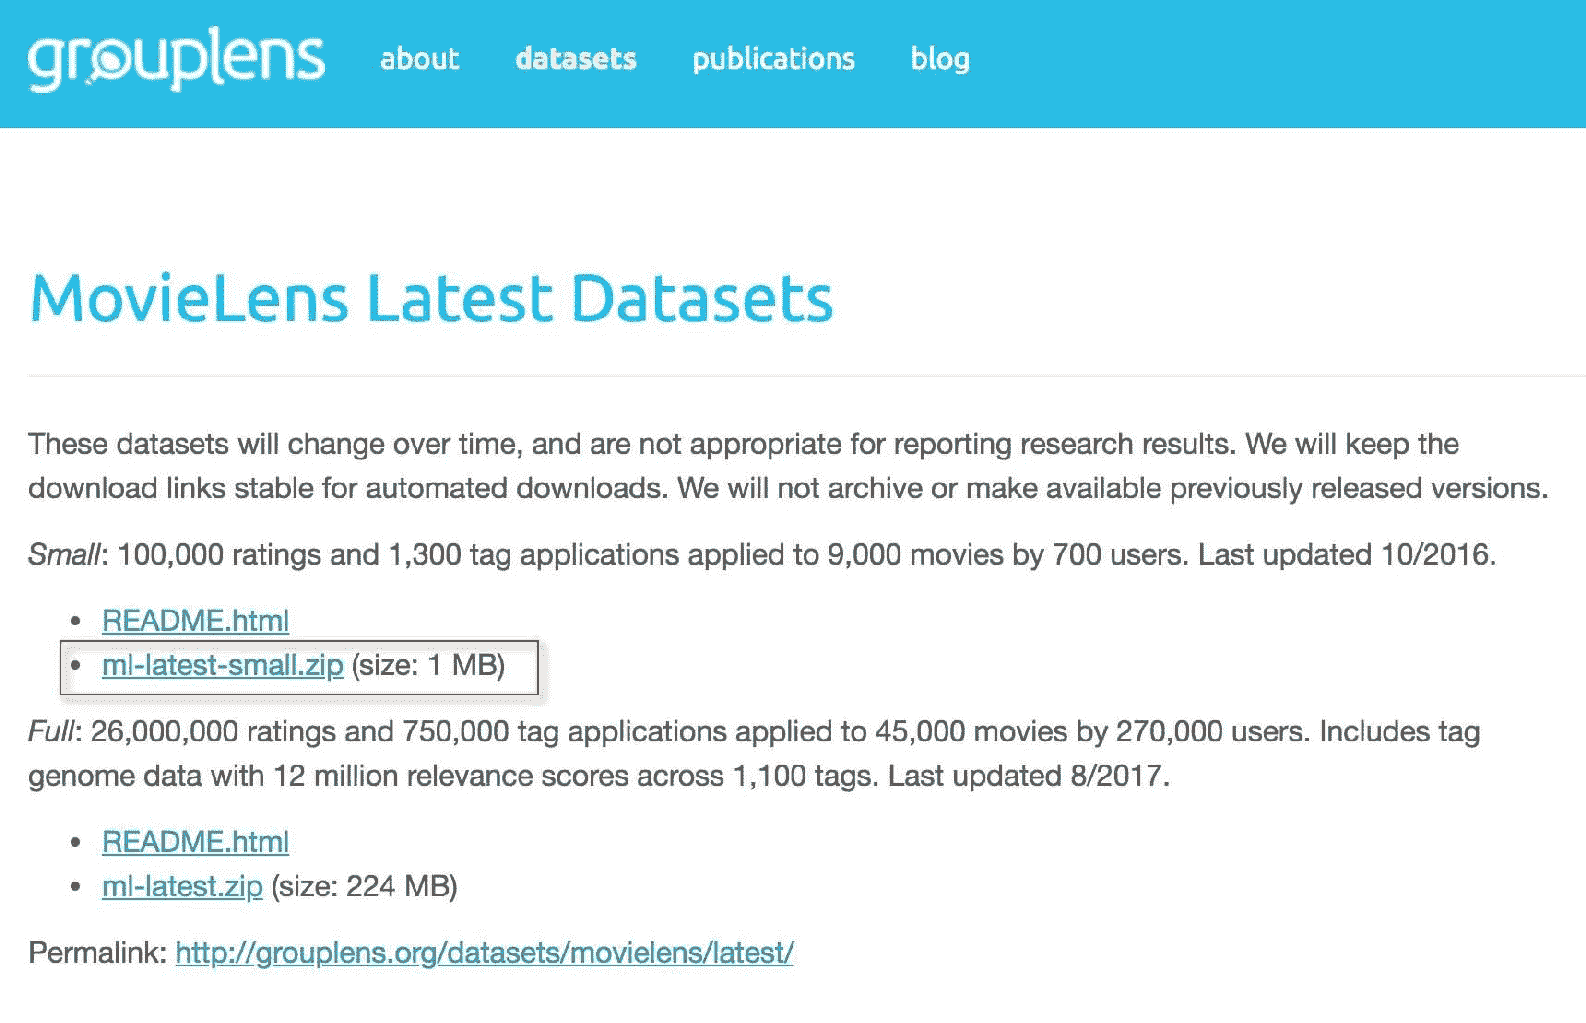 grouplens about datasets publications blog
MovieLens Latest Datasets
These datasets will change over time, and are not appropriate for reporting research results. We will keep the
download links stable for automated downloads. We will not archive or make available previously released versions.
Small: 100,000 ratings and 1,300 tag applications applied to 9,000 movies by 700 users. Last updated 10/2016.
• README.html
• ml-latest-small.zip (size: 1 MB)
Full: 26,000,000 ratings and 750,000 tag applications applied to 45,000 movies by 270,000 users. Includes tag
genome data with 12 million relevance scores across 1,100 tags. Last updated 8/2017.
• README.html
• ml-latest.zip (size: 224 MB)
Permalink: http://grouplens.org/datasets/movielens/latest/